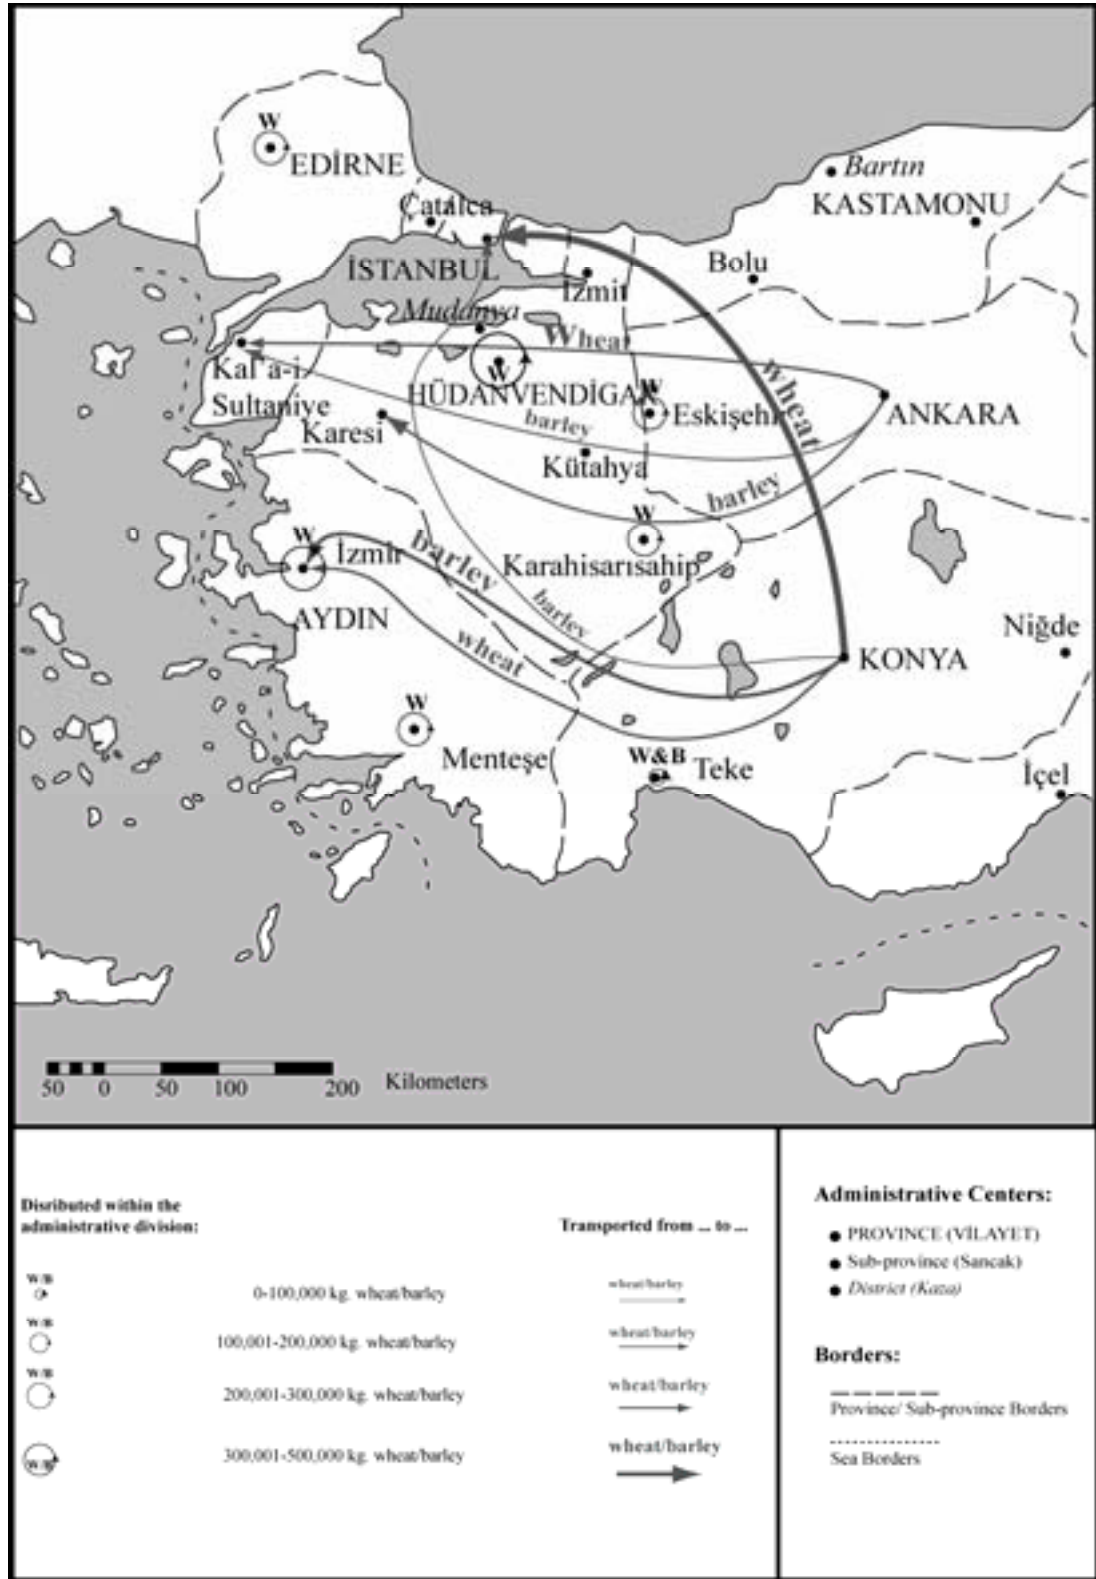 W
EDİRNE
Bartın
KASTAMONU
Çatalca
İSTANBUL
İzmit
Bolu
Mudanya
Wheat
Kal'a-i
Sultaniye
W
HÜDANVENDİGAR
W
Eskişehir
wheat
ANKARA
Karesi
barley
Kütahya
barley
W
Karahisarısahip
W
İzmir
barley
AYDIN
barley
wheat
Niğde
KONYA
W
Menteşe
W&B
Teke
İçel
50 0 50 100 200 Kilometers
Disributed within the
administrative division:
Transported from ... to ...
W/B
0-100,000 kg. wheat/barley
wheat/barley
W/B
100,001-200,000 kg. wheat/barley
wheat/barley
W/B
200,001-300,000 kg. wheat/barley
wheat/barley
W/B
300,001-500,000 kg. wheat/barley
wheat/barley
Administrative Centers:
PROVINCE (VİLAYET)
Sub-province (Sancak)
District (Kaza)
Borders:
Province/ Sub-province Borders
Sea Borders